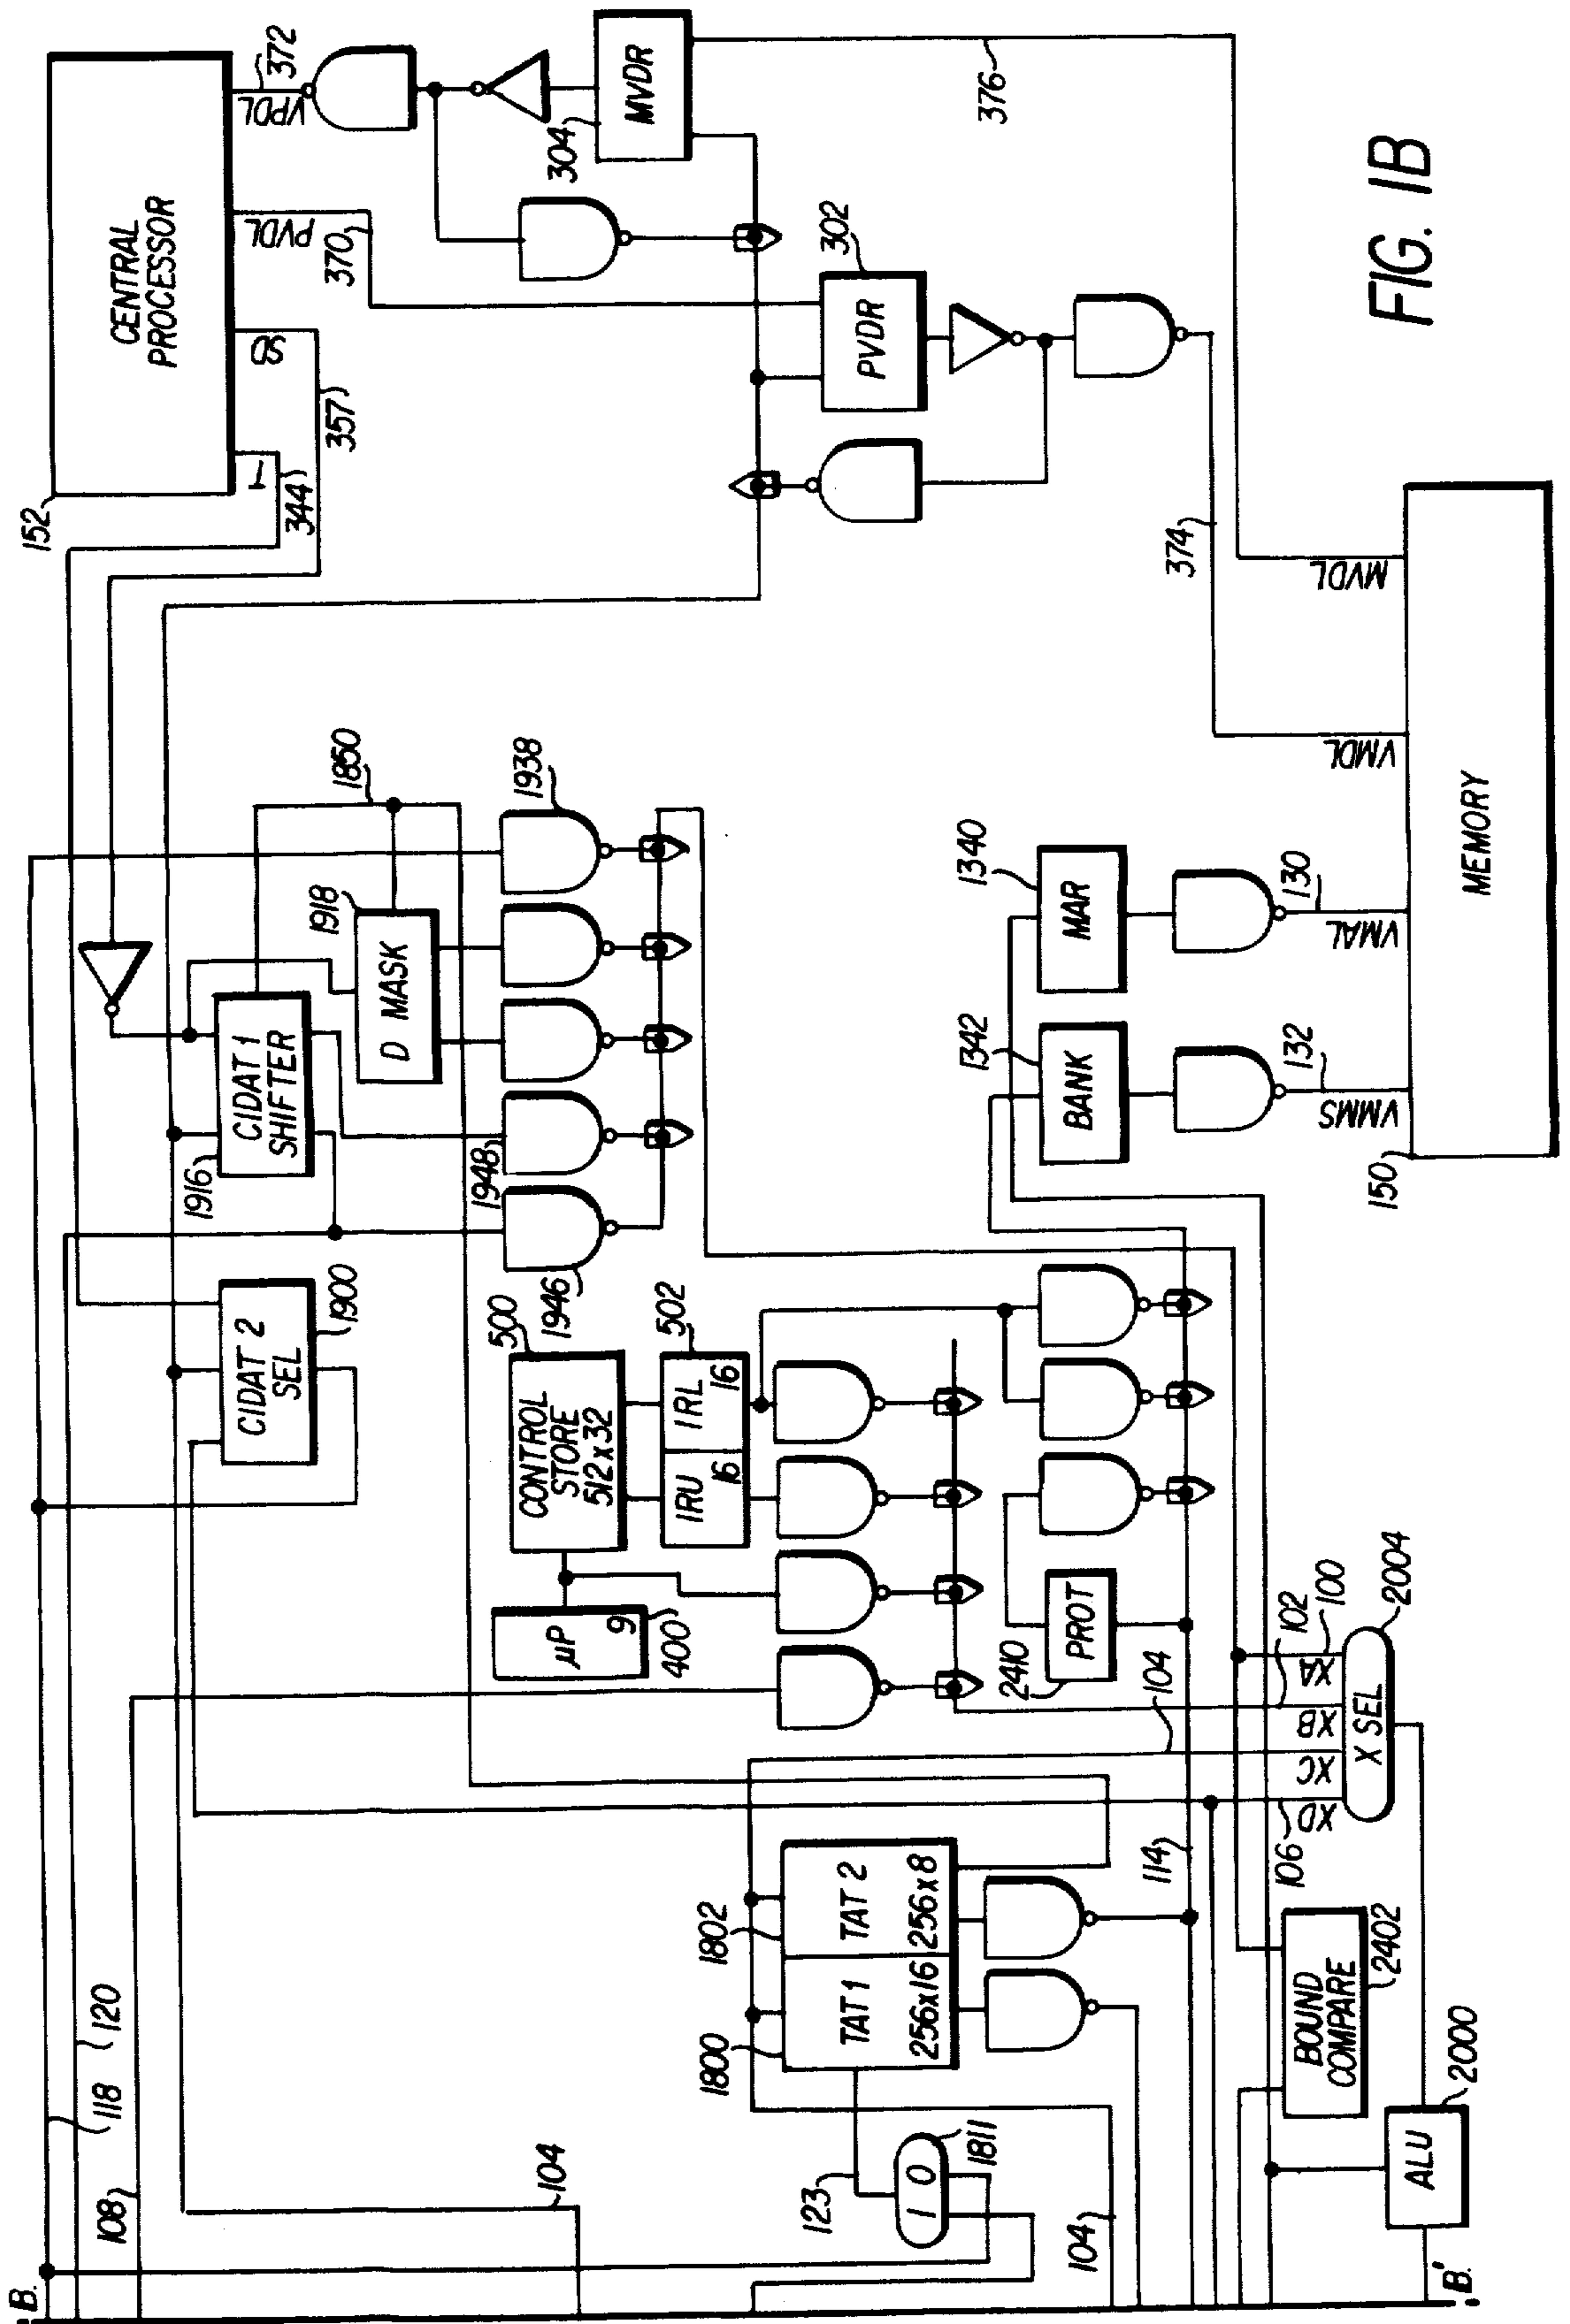 152
CENTRAL
PROCESSOR
T
SD
PVDL
VPDL
372
344
357
370
304
MVDR
376
302
PVDR
374
FIG. 1B
1850
1938
1918
D MASK
CIDAT 1
SHIFTER
1916
1948
1946
CIDAT 2
SEL
1900
500
CONTROL
STORE
512x32
502
IRU
16
IRL
16
µP
9
400
2410
PROT
1340
MAR
1342
BANK
130
132
VMMS
VMAL
VMDL
MVDL
MEMORY
150
B.
118
120
108
104
1800
1802
TAT 1
256x16
TAT 2
256x8
123
1 0
1811
104
114
104
102
100
106
XD
XC
XB
XA
X SEL
2004
BOUND
COMPARE
2402
ALU
2000
B'